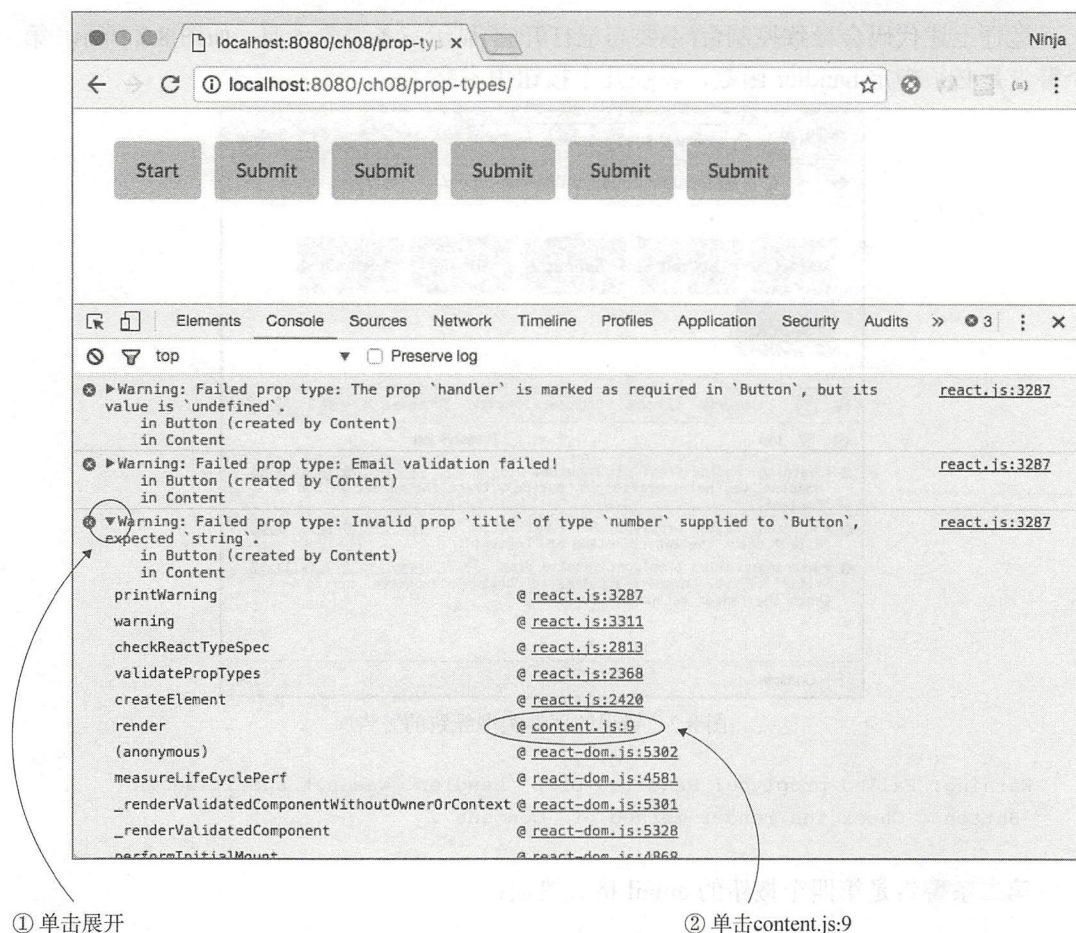 localhost:8080/ch08/prop-typ
Ninja
localhost:8080/ch08/prop-types/
Start Submit Submit Submit Submit Submit
Elements Console Sources Network Timeline Profiles Application Security Audits » 3
top Preserve log
Warning: Failed prop type: The prop `handler` is marked as required in `Button`, but its react.js:3287
value is `undefined`.
in Button (created by Content)
in Content
Warning: Failed prop type: Email validation failed! react.js:3287
in Button (created by Content)
in Content
Warning: Failed prop type: Invalid prop `title` of type `number` supplied to `Button`, react.js:3287
expected `string`.
in Button (created by Content)
in Content
printWarning @ react.js:3287
warning @ react.js:3311
checkReactTypeSpec @ react.js:2813
validatePropTypes @ react.js:2368
createElement @ react.js:2420
render @ content.js:9
(anonymous) @ react-dom.js:5302
measureLifeCyclePerf @ react-dom.js:4581
_renderValidatedComponentWithoutOwnerOrContext @ react-dom.js:5301
_renderValidatedComponent @ react-dom.js:5328
performInitialMount @ react-dom.js:4868
① 单击展开 ② 单击content.js:9